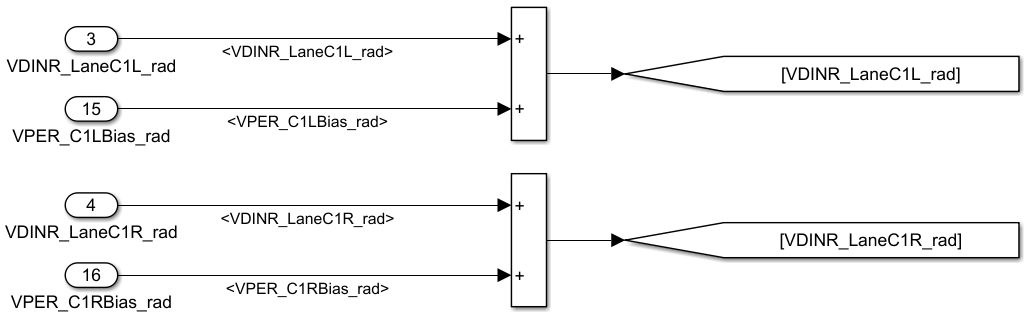 3
VDINR_LaneC1L_rad
<VDINR_LaneC1L_rad>
+
15
VPER_C1LBias_rad
<VPER_C1LBias_rad>
+
[VDINR_LaneC1L_rad]
4
VDINR_LaneC1R_rad
<VDINR_LaneC1R_rad>
+
16
VPER_C1RBias_rad
<VPER_C1RBias_rad>
+
[VDINR_LaneC1R_rad]